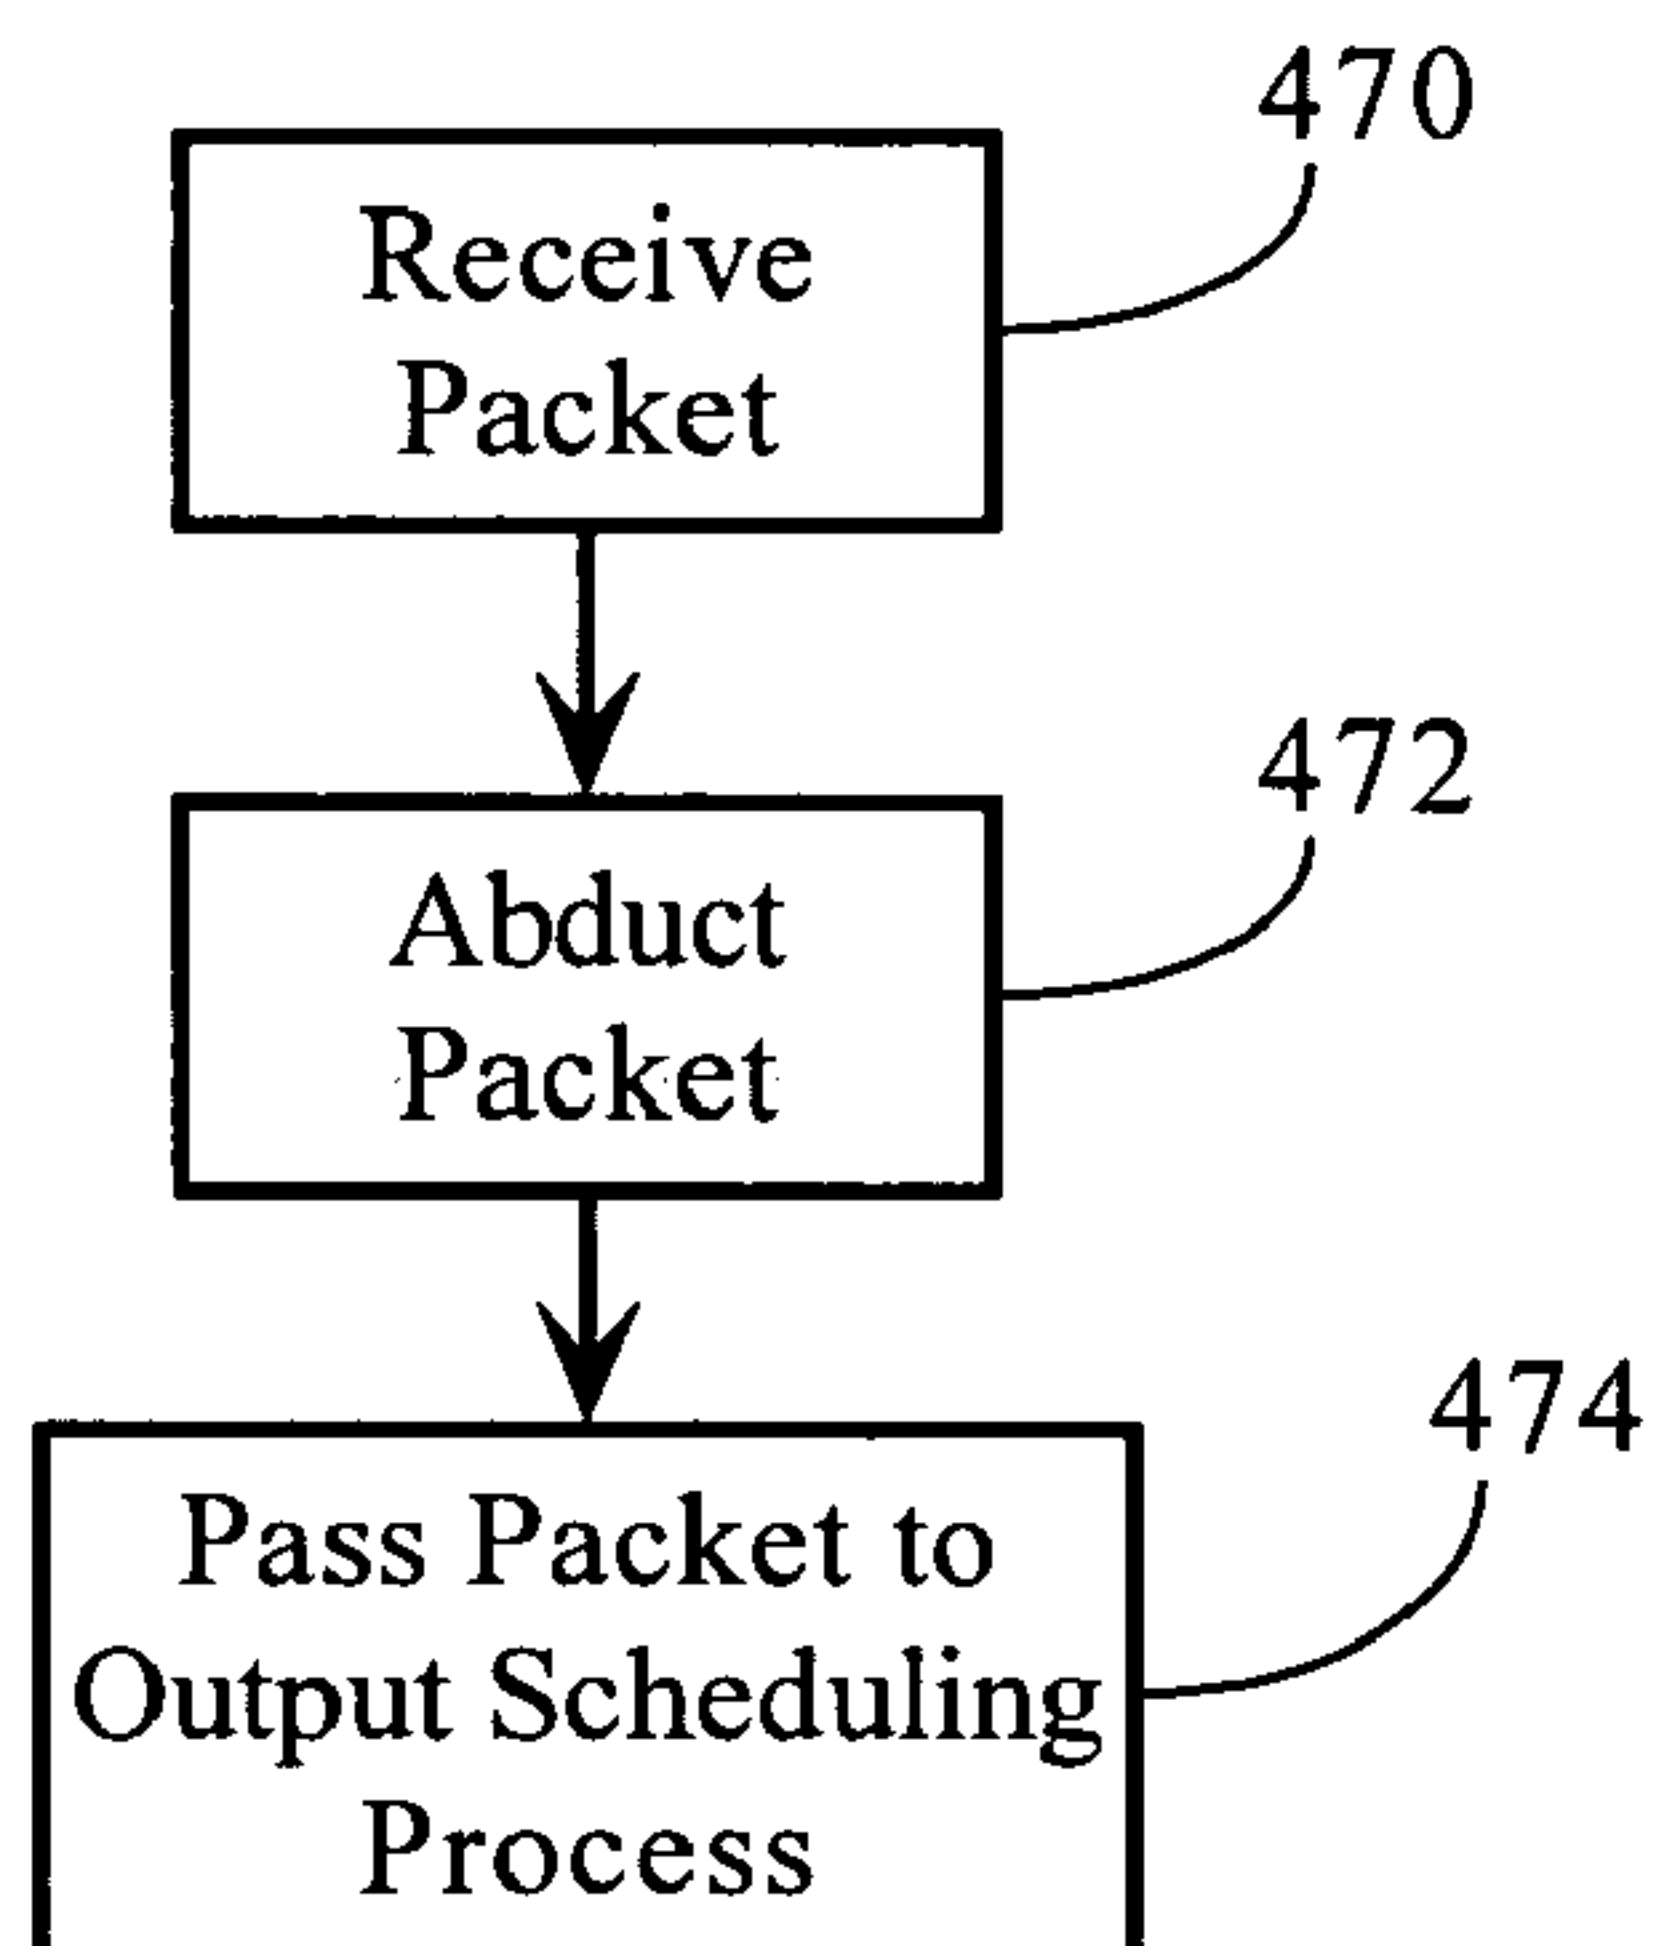 470
Receive
Packet
472
Abduct
Packet
474
Pass Packet to
Output Scheduling
Process